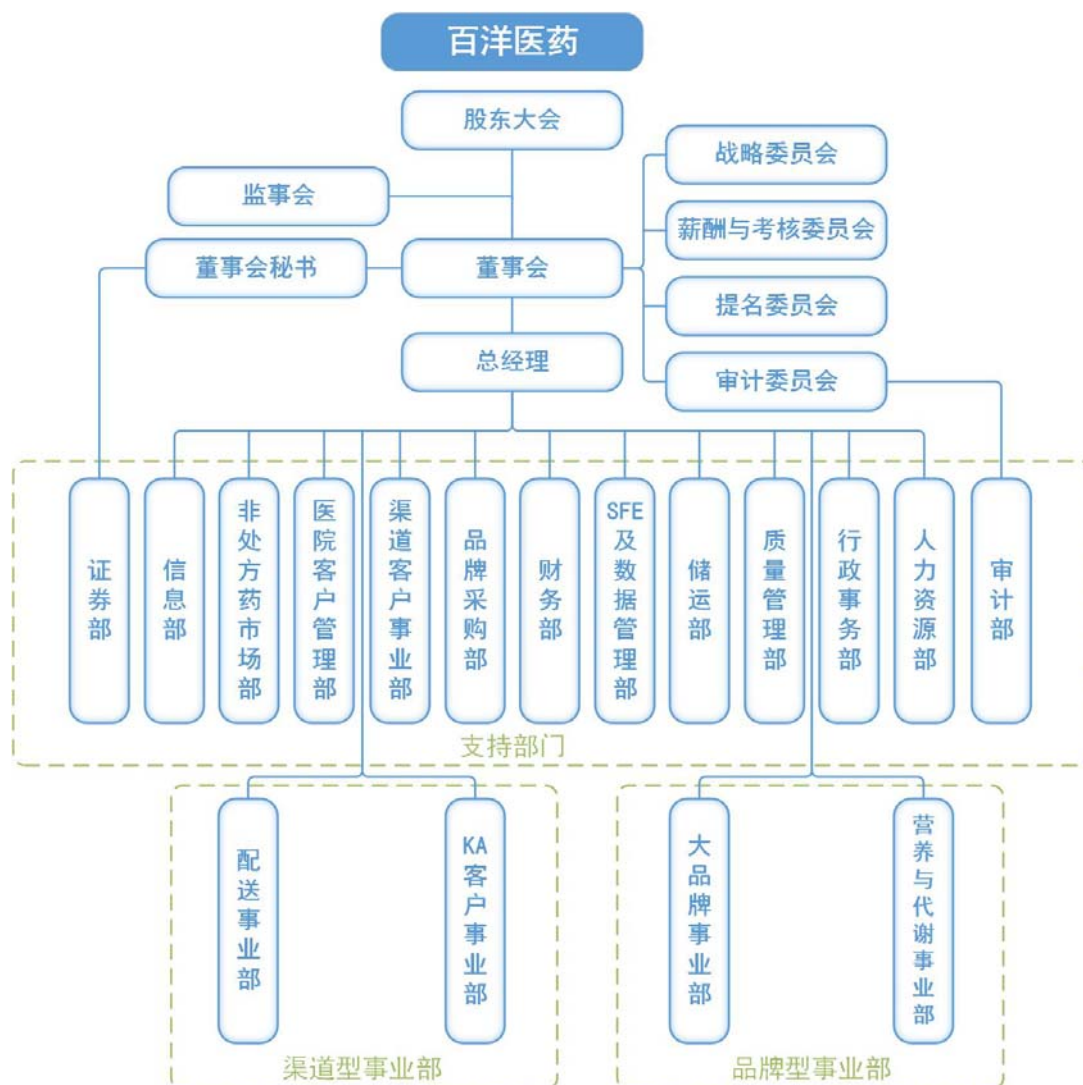 百洋医药
股东大会
战略委员会
监事会
薪酬与考核委员会
董事会秘书
董事会
提名委员会
总经理
审计委员会
证券部
信息部
非处方药市场部
医院客户管理部
渠道客户事业部
品牌采购部
财务部
SFE及数据管理部
储运部
质量管理部
行政事务部
人力资源部
审计部
支持部门
配送事业部
KA客户事业部
大品牌事业部
营养与代谢事业部
渠道型事业部
品牌型事业部